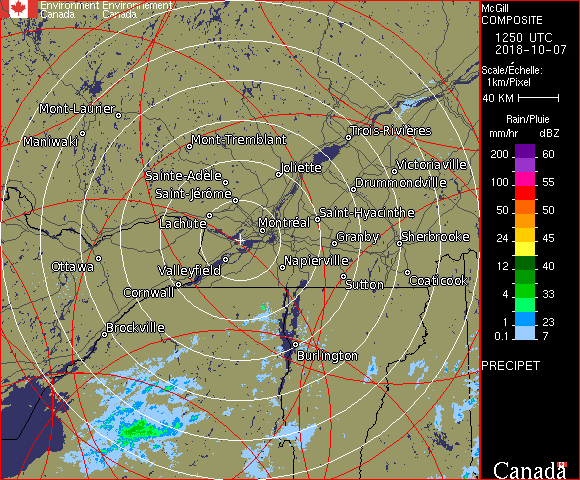 Environment Environnement
Canada Canada
McGill
COMPOSITE
1250 UTC
2018-10-07
Scale/Échelle:
1km/Pixel
40 KM
Rain/Pluie
mm/hr dBZ
200 60
155
100 55
50 50
24 45
12 40
4 33
1 23
0.1 7
PRECIPET
Canada
Mont-Laurier
Maniwaki
Mont-Tremblant
Trois-Rivières
Joliette
Victoriaville
Sainte-Adèle
Drummondville
Saint-Jérôme
Saint-Hyacinthe
Lachute
Montréal
Granby
Sherbrooke
Ottawa
Valleyfield
Napierville
Cornwall
Sutton
Coaticook
Brockville
Burlington